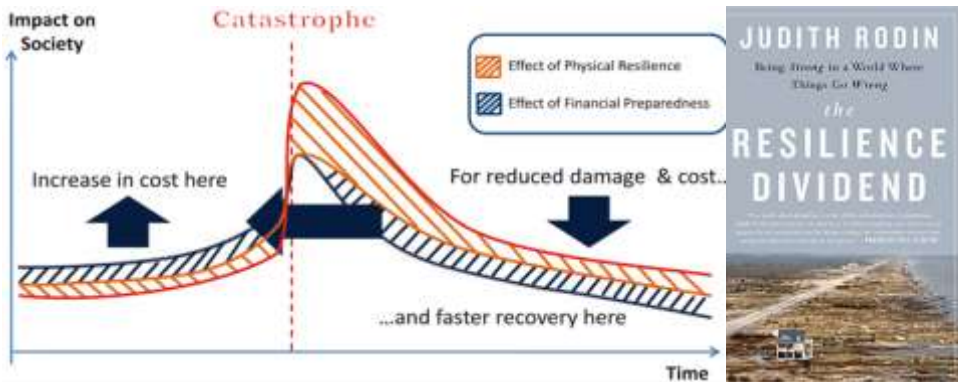 Impact on
Society
Catastrophe
Effect of Physical Resilience
Effect of Financial Preparedness
Increase in cost here
For reduced damage & cost..
...and faster recovery here
Time
JUDITH RODIN
Being Strong in a World Where
Things Go Wrong
the
RESILIENCE
DIVIDEND